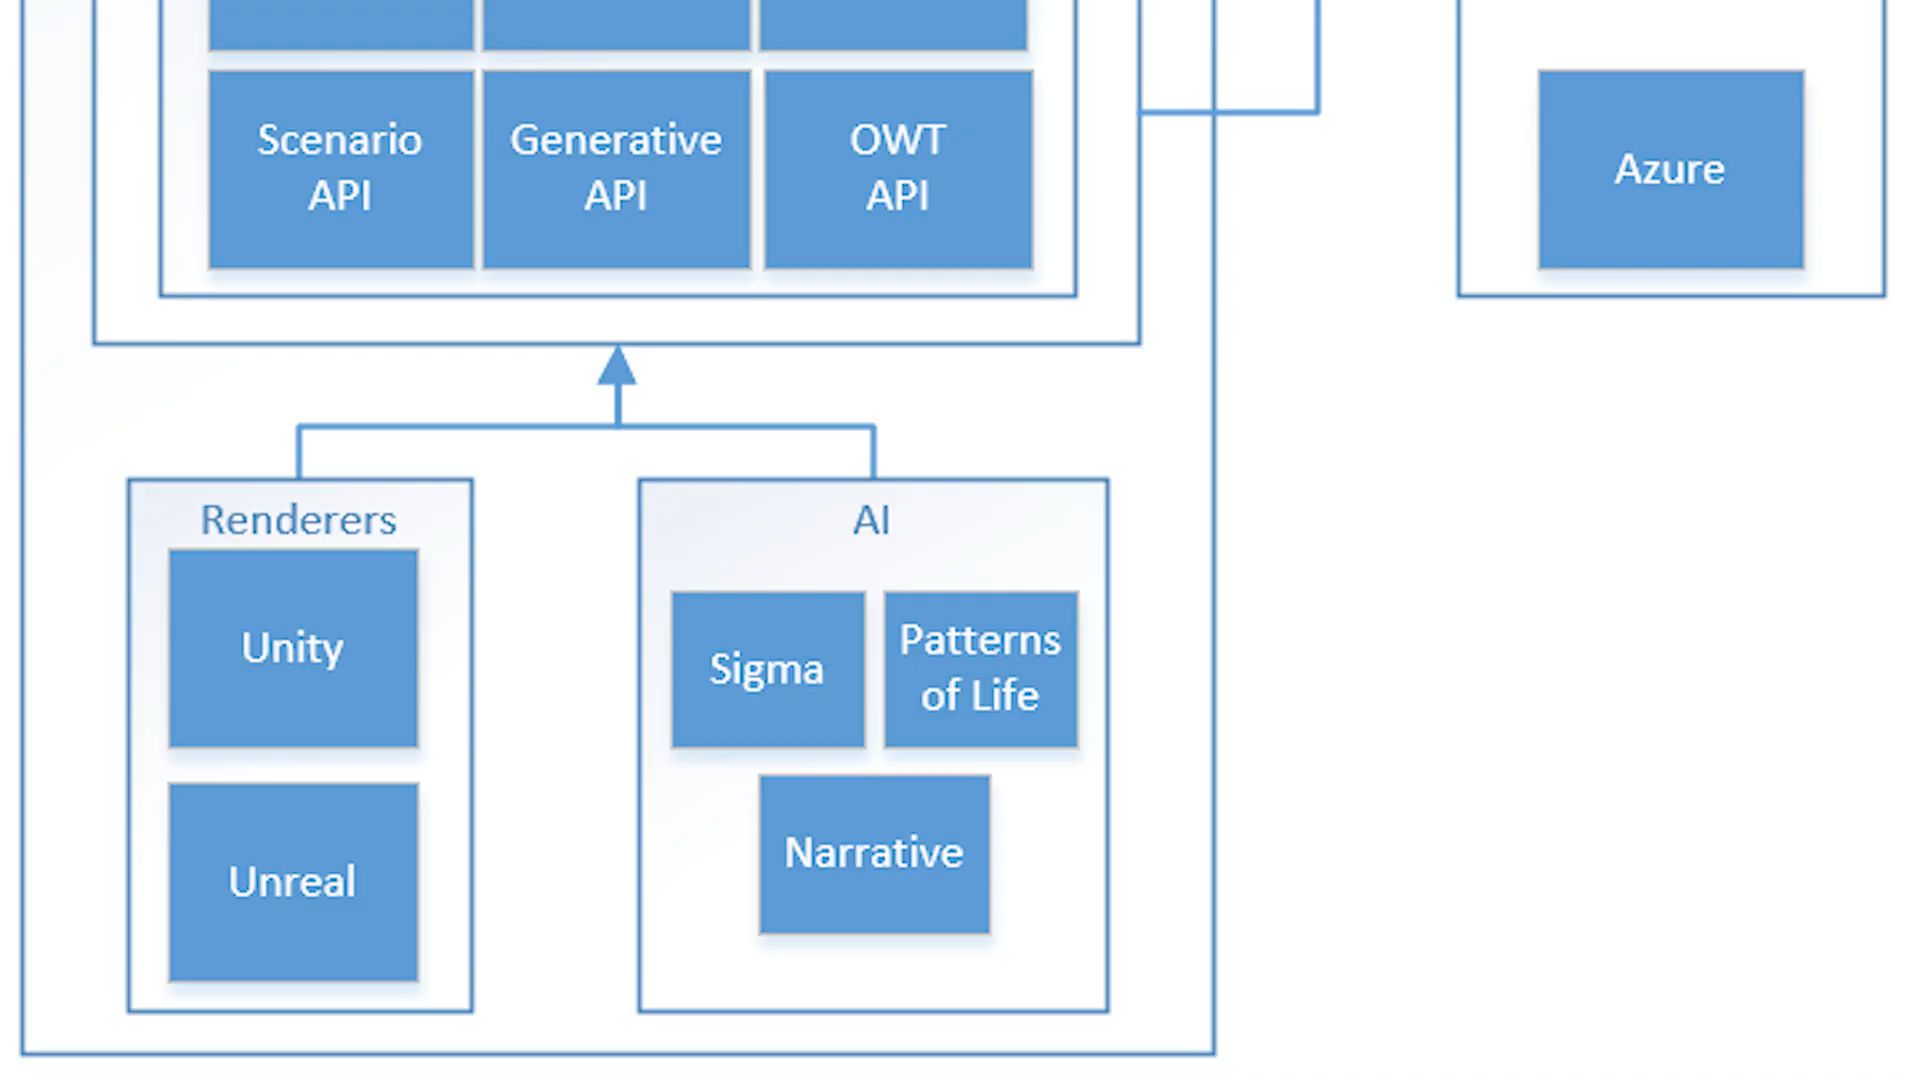 Scenario
API
Generative
API
OWT
API
Azure
Renderers
Unity
Unreal
AI
Sigma
Patterns
of Life
Narrative